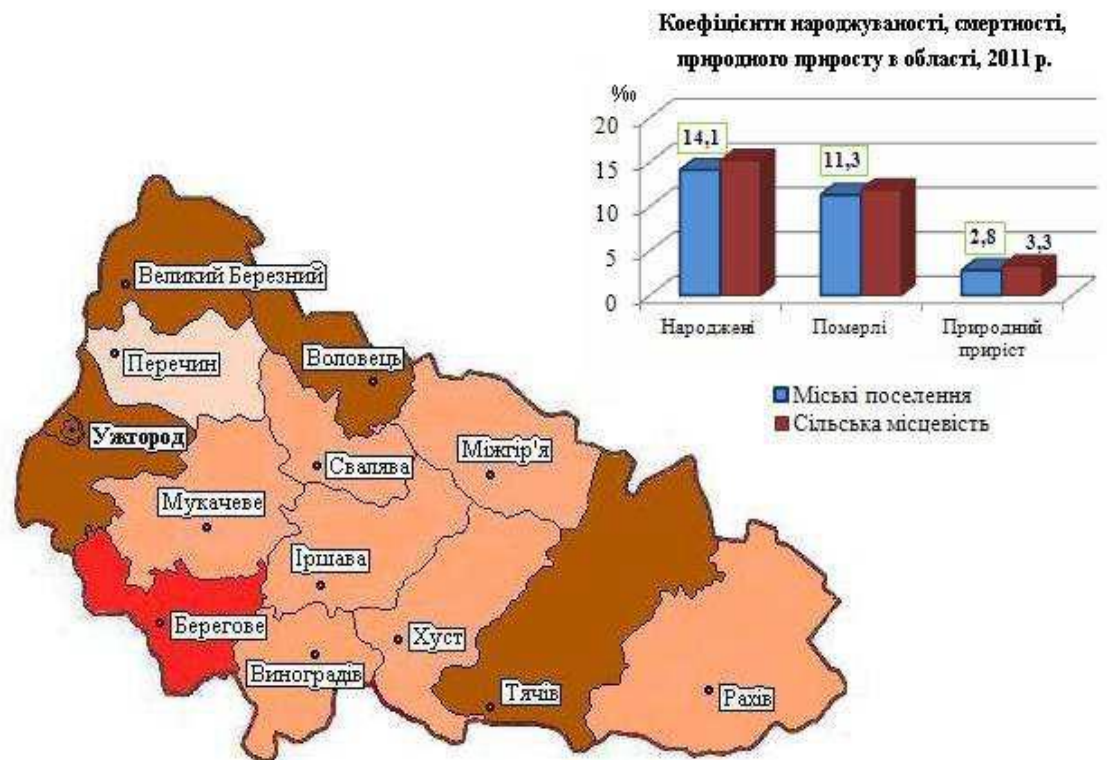 Коефіцієнти народжуваності, смертності,
природного приросту в області, 2011 р.
‰
20
15
10
5
0
14,1
11,3
2,8
3,3
Народжені
Померлі
Природний
приріст
Міські поселення
Сільська місцевість
Великий Березний
Перечин
Воловець
Ужгород
Свалява
Міжгір'я
Мукачеве
Іршава
Берегове
Хуст
Виноградів
Тячів
Рахів